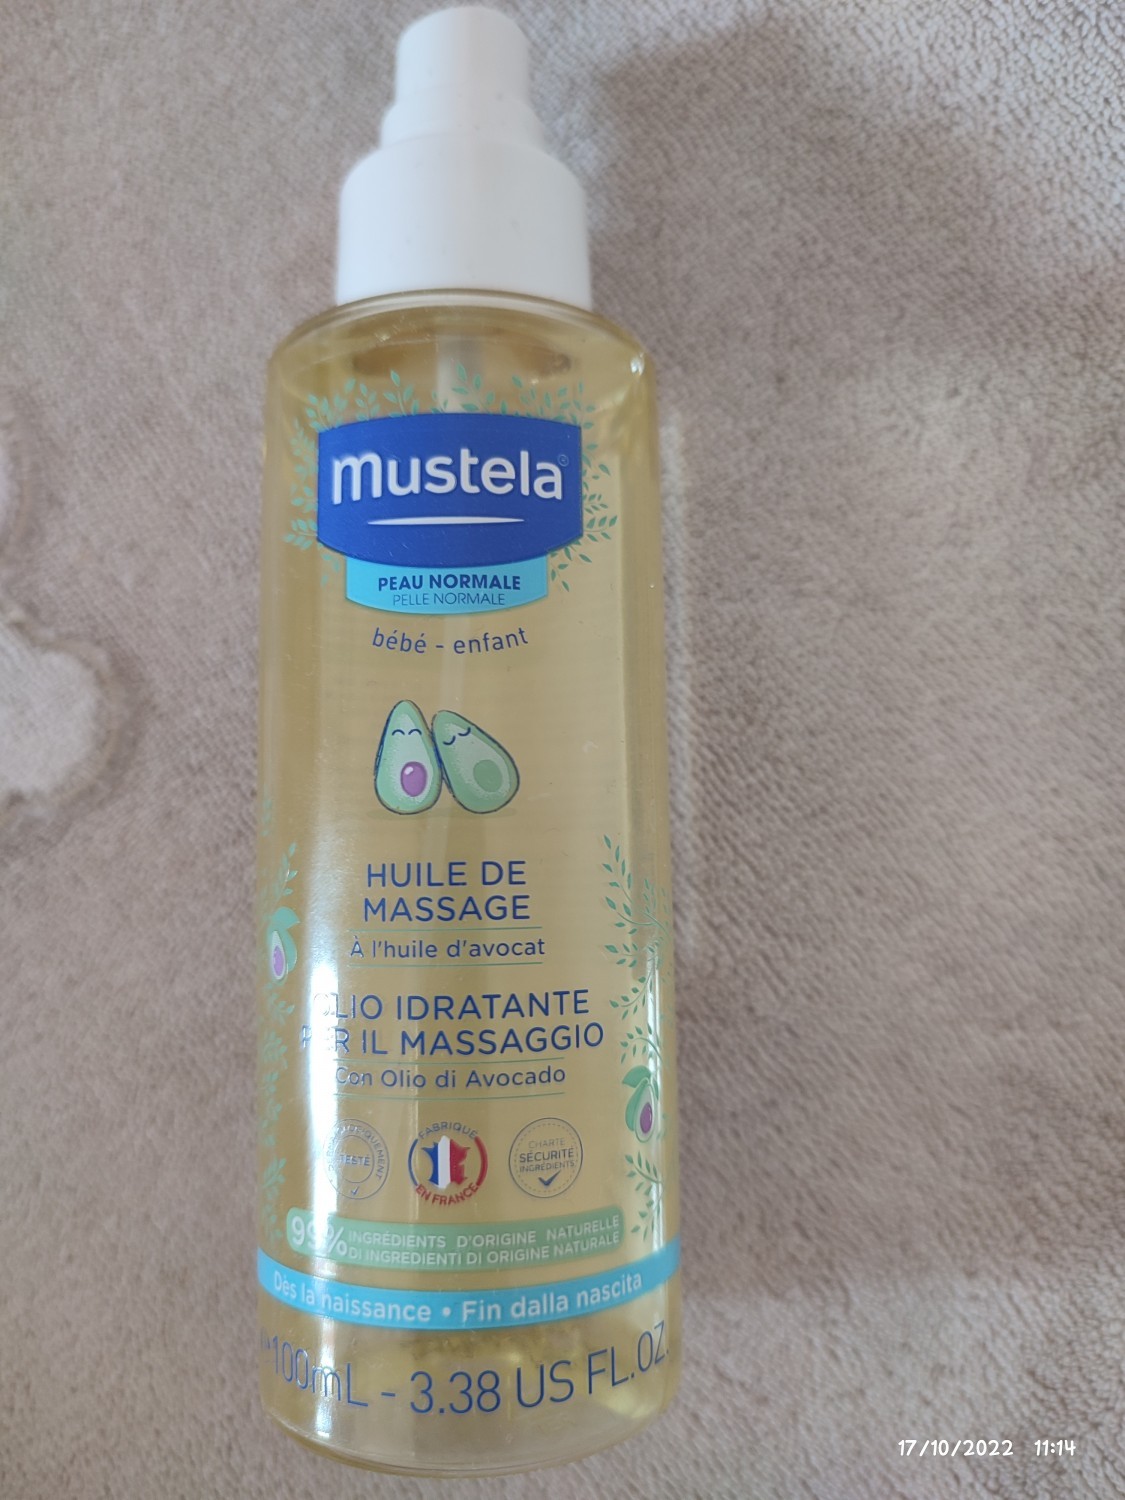 mustela®
PEAU NORMALE
PELLE NORMALE
bébé - enfant
HUILE DE
MASSAGE
À l'huile d'avocat
OLIO IDRATANTE
PER IL MASSAGGIO
Con Olio di Avocado
TESTÉ
FABRIQUÉ
EN FRANCE
CHARTE
SÉCURITÉ
INGRÉDIENTS
99%
INGRÉDIENTS D'ORIGINE NATURELLE
DI INGREDIENTI DI ORIGINE NATURALE
Dès la naissance • Fin dalla nascita
100mL - 3.38 US FL.OZ.
17/10/2022 11:14